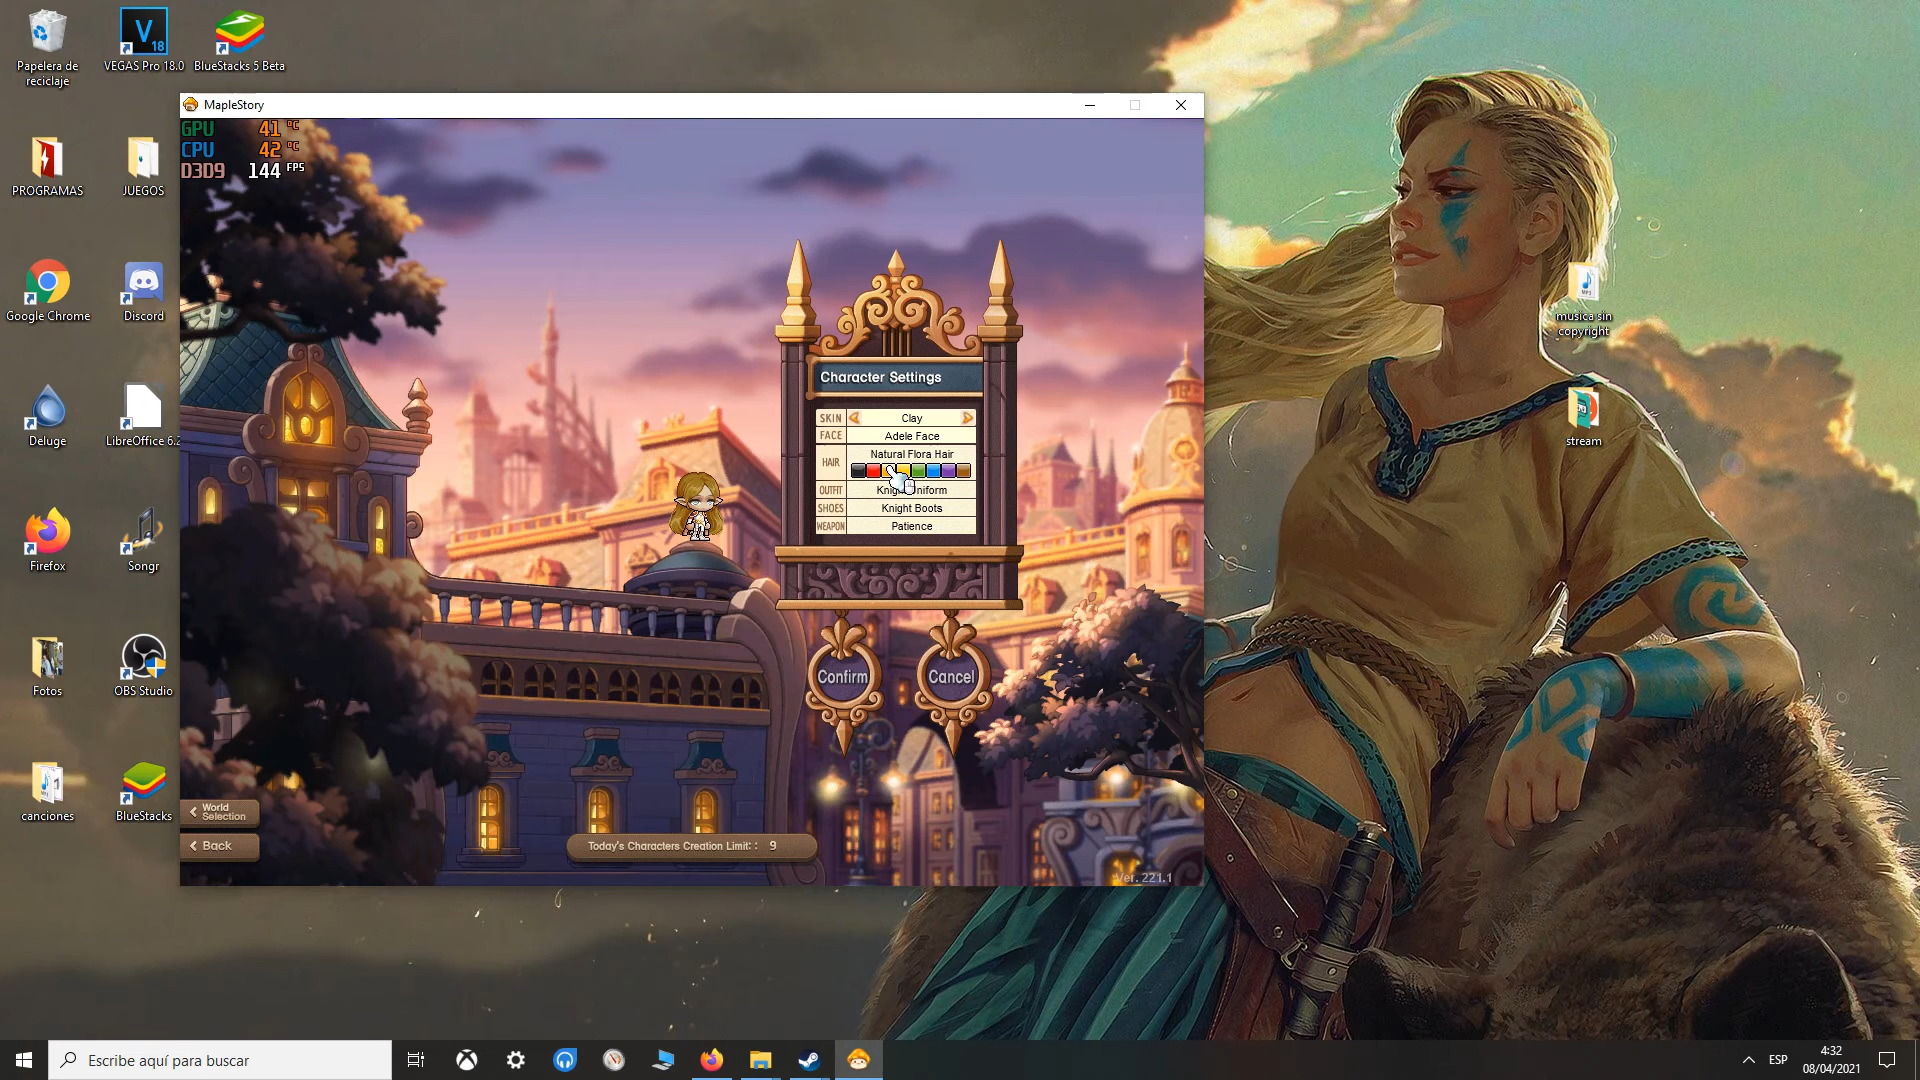 Papelera de
reciclaje
VEGAS Pro 18.0
BlueStacks 5 Beta
PROGRAMAS
JUEGOS
Google Chrome
Discord
Deluge
LibreOffice 6.2
Firefox
Songr
Fotos
OBS Studio
canciones
BlueStacks
MapleStory
GPU 41 °C
CPU 42 °C
D3D9 144 FPS
Character Settings
SKIN Clay
FACE Adele Face
HAIR Natural Flora Hair
OUTFIT Knight Uniform
SHOES Knight Boots
WEAPON Patience
Confirm
Cancel
World
Selection
Back
Today's Characters Creation Limit: : 9
Ver. 221.1
musica sin
copyright
stream
Escribe aquí para buscar
ESP
4:32
08/04/2021